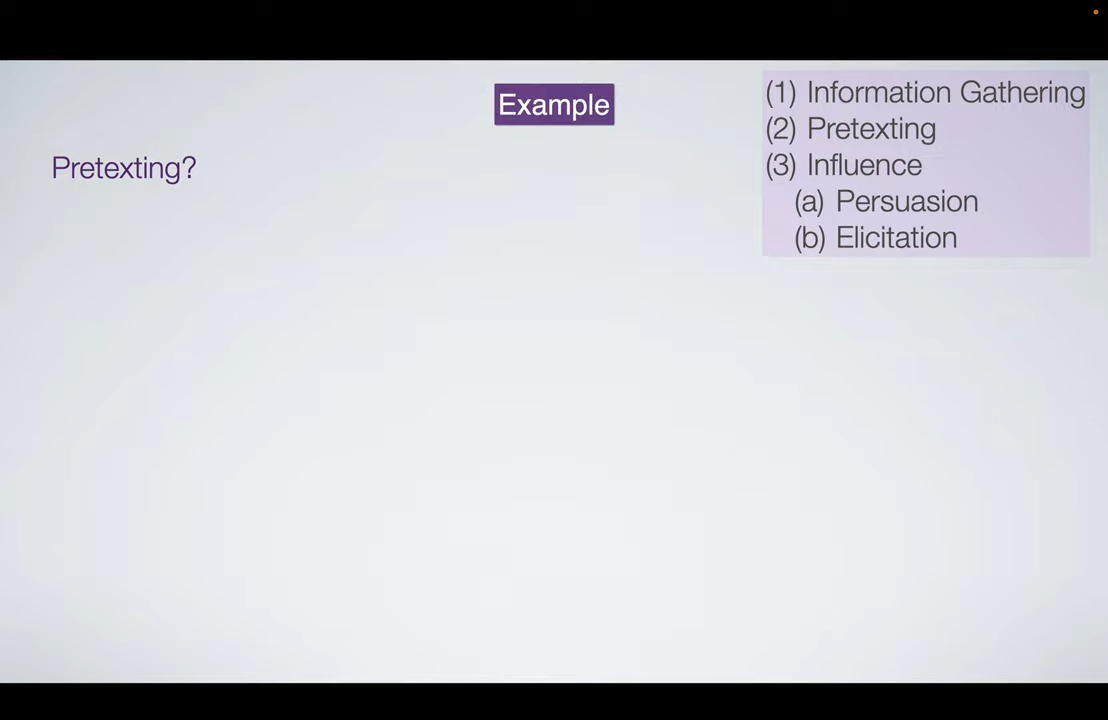 Example
Pretexting?
(1) Information Gathering
(2) Pretexting
(3) Influence
(a) Persuasion
(b) Elicitation